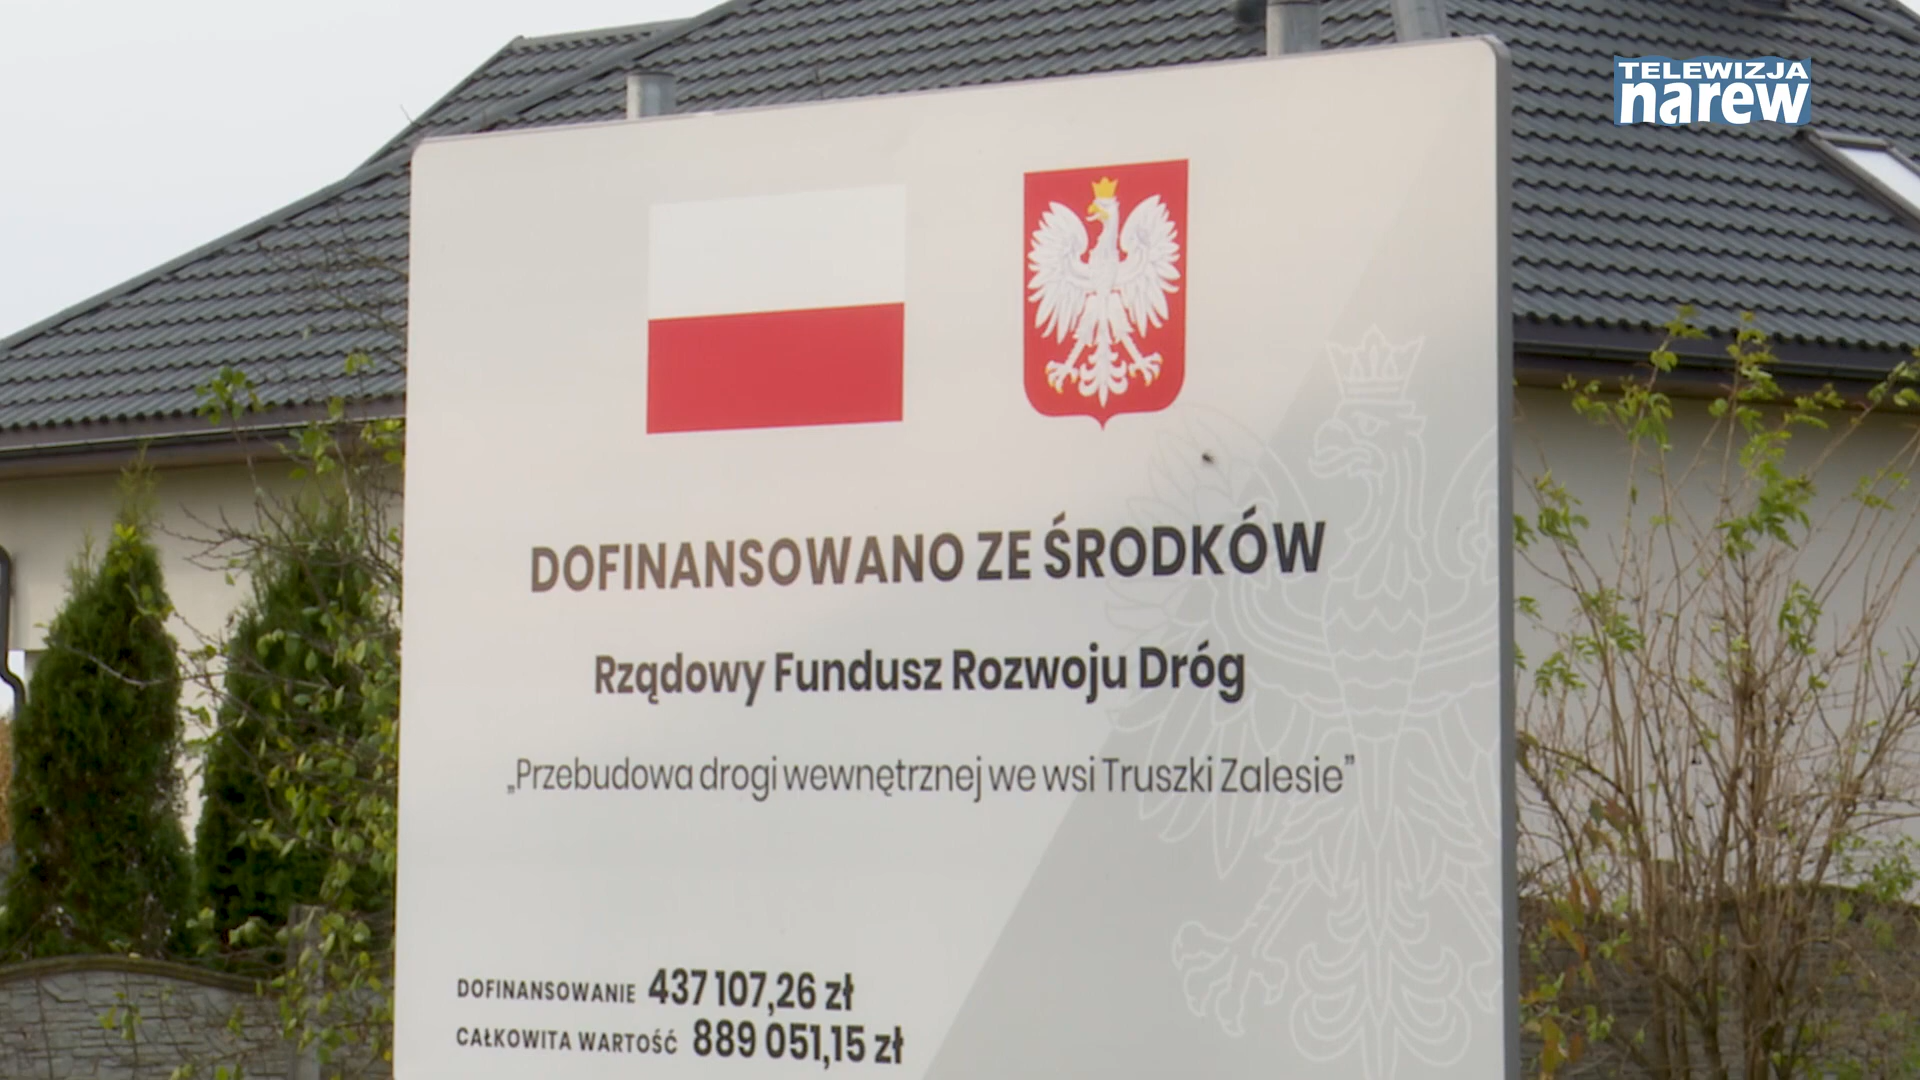 TELEWIZJA
narew
DOFINANSOWANO ZE ŚRODKÓW
Rządowy Fundusz Rozwoju Dróg
„Przebudowa drogi wewnętrznej we wsi Truszki Zalesie”
DOFINANSOWANIE 437 107,26 zł
CAŁKOWITA WARTOŚĆ 889 051,15 zł